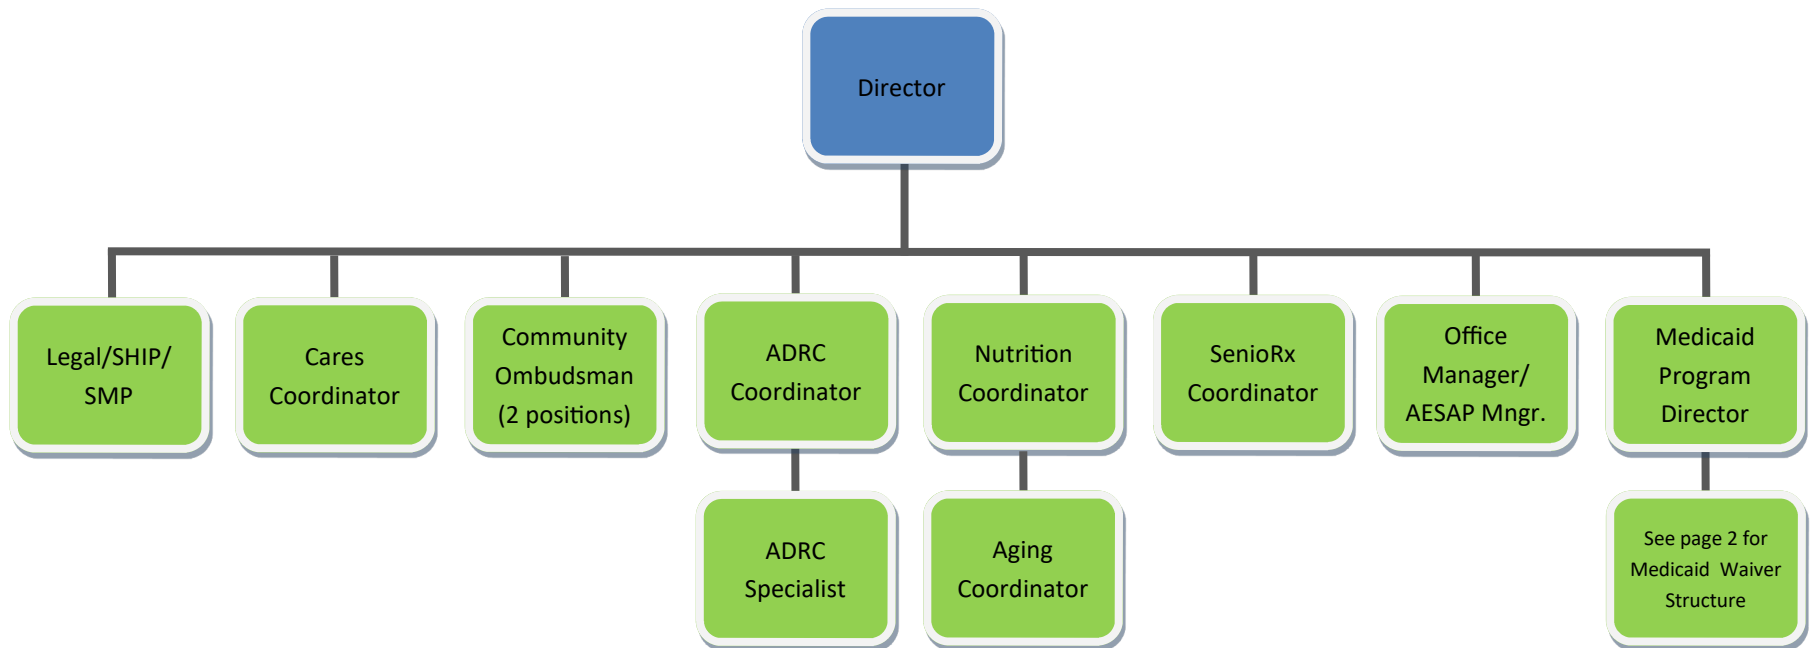 Director
Legal/SHIP/
SMP
Cares
Coordinator
Community
Ombudsman
(2 positions)
ADRC
Coordinator
Nutrition
Coordinator
SenioRx
Coordinator
Office
Manager/
AESAP Mngr.
Medicaid
Program
Director
ADRC
Specialist
Aging
Coordinator
See page 2 for
Medicaid  Waiver
Structure